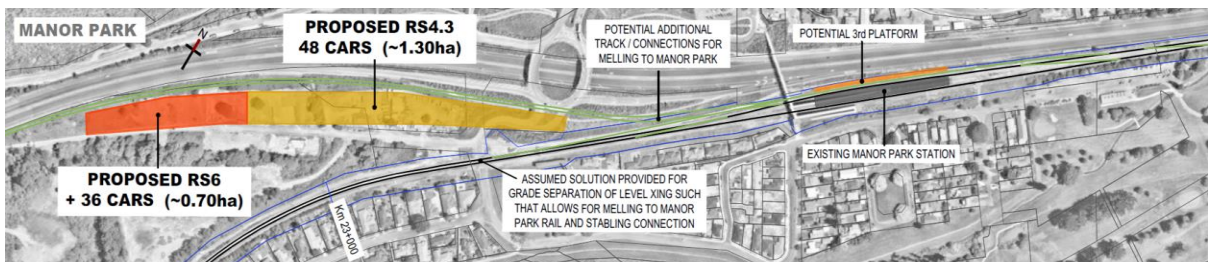 MANOR PARK
N
PROPOSED RS4.3
48 CARS (~1.30ha)
POTENTIAL ADDITIONAL
TRACK / CONNECTIONS FOR
MELLING TO MANOR PARK
POTENTIAL 3rd PLATFORM
PROPOSED RS6
+ 36 CARS (~0.70ha)
Km 23+000
ASSUMED SOLUTION PROVIDED FOR
GRADE SEPARATION OF LEVEL XING SUCH
THAT ALLOWS FOR MELLING TO MANOR
PARK RAIL AND STABLING CONNECTION
EXISTING MANOR PARK STATION